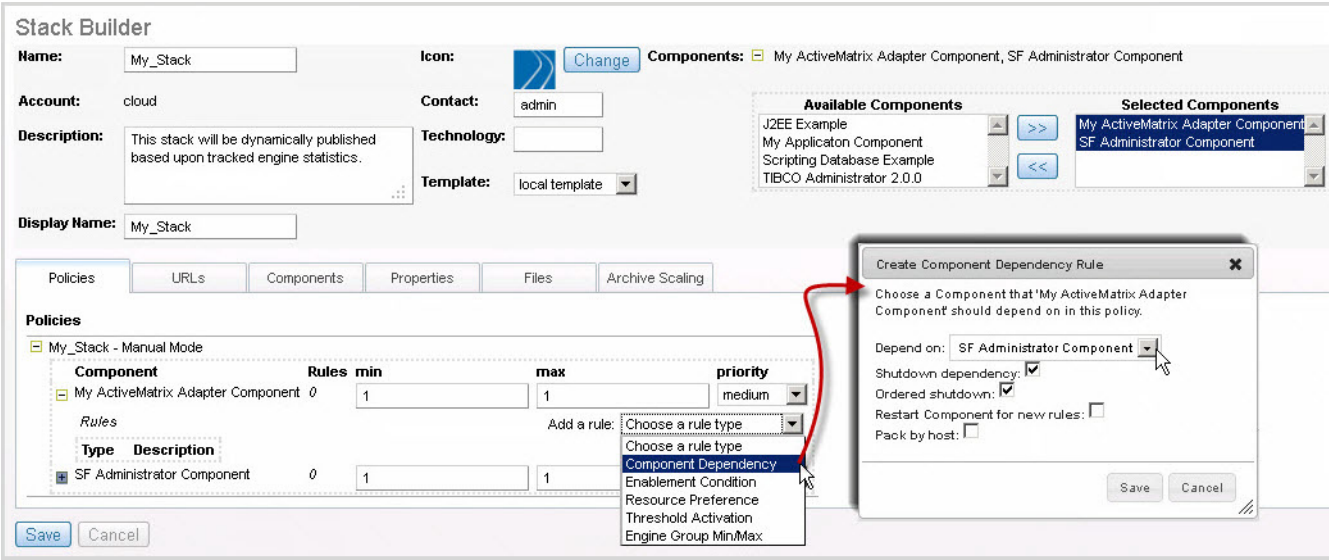 Stack Builder
Name: My_Stack Icon: Change Components: My ActiveMatrix Adapter Component, SF Administrator Component
Account: cloud Contact: admin
Available Components Selected Components
J2EE Example
My Applicaton Component
Scripting Database Example
TIBCO Administrator 2.0.0
>>
<<
My ActiveMatrix Adapter Component
SF Administrator Component
Description: This stack will be dynamically published
based upon tracked engine statistics.
Technology:
Template: local template
Display Name: My_Stack
Policies URLs Components Properties Files Archive Scaling
Policies
My_Stack - Manual Mode
Component Rules min max priority
My ActiveMatrix Adapter Component 0 1 1 medium
Rules Add a rule: Choose a rule type
Type Description
SF Administrator Component 0 1 1
Choose a rule type
Component Dependency
Enablement Condition
Resource Preference
Threshold Activation
Engine Group Min/Max
Save Cancel
Create Component Dependency Rule
Choose a Component that 'My ActiveMatrix Adapter
Component' should depend on in this policy.
Depend on: SF Administrator Component
Shutdown dependency:
Ordered shutdown:
Restart Component for new rules:
Pack by host:
Save Cancel